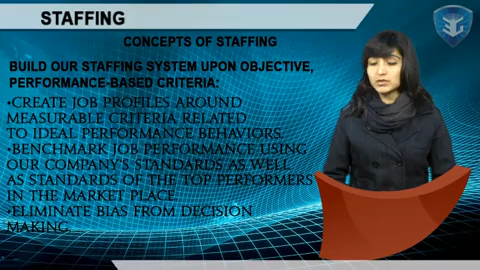 STAFFING
CONCEPTS OF STAFFING
BUILD OUR STAFFING SYSTEM UPON OBJECTIVE,
PERFORMANCE-BASED CRITERIA:
•CREATE JOB PROFILES AROUND
MEASURABLE CRITERIA RELATED
TO IDEAL PERFORMANCE BEHAVIORS.
•BENCHMARK JOB PERFORMANCE USING
OUR COMPANY'S STANDARDS AS WELL
AS STANDARDS OF THE TOP PERFORMERS
IN THE MARKET PLACE
•ELIMINATE BIAS FROM DECISION
MAKING